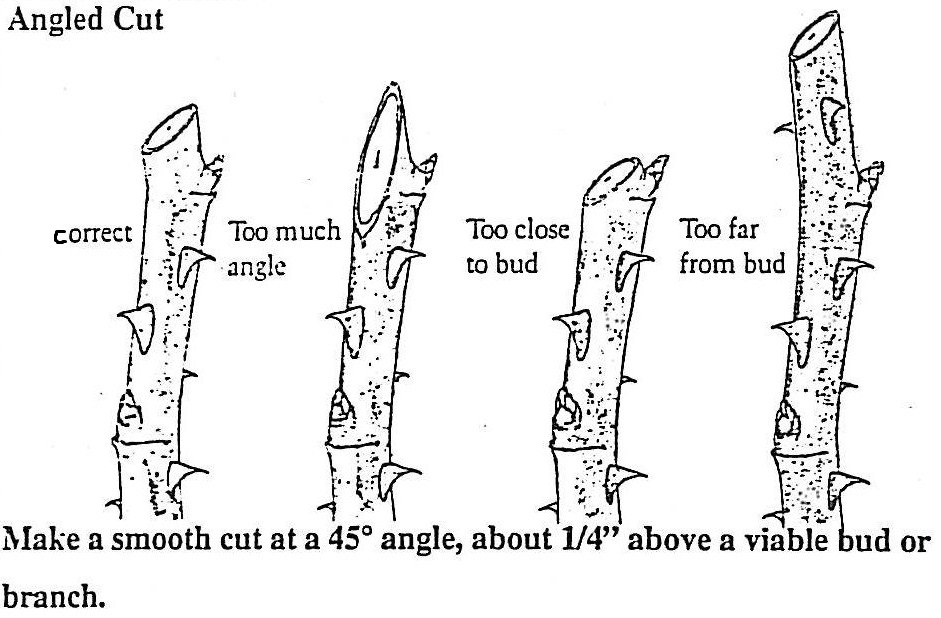 Angled Cut
correct
Too much
angle
Too close
to bud
Too far
from bud
Make a smooth cut at a 45° angle, about 1/4” above a viable bud or
branch.